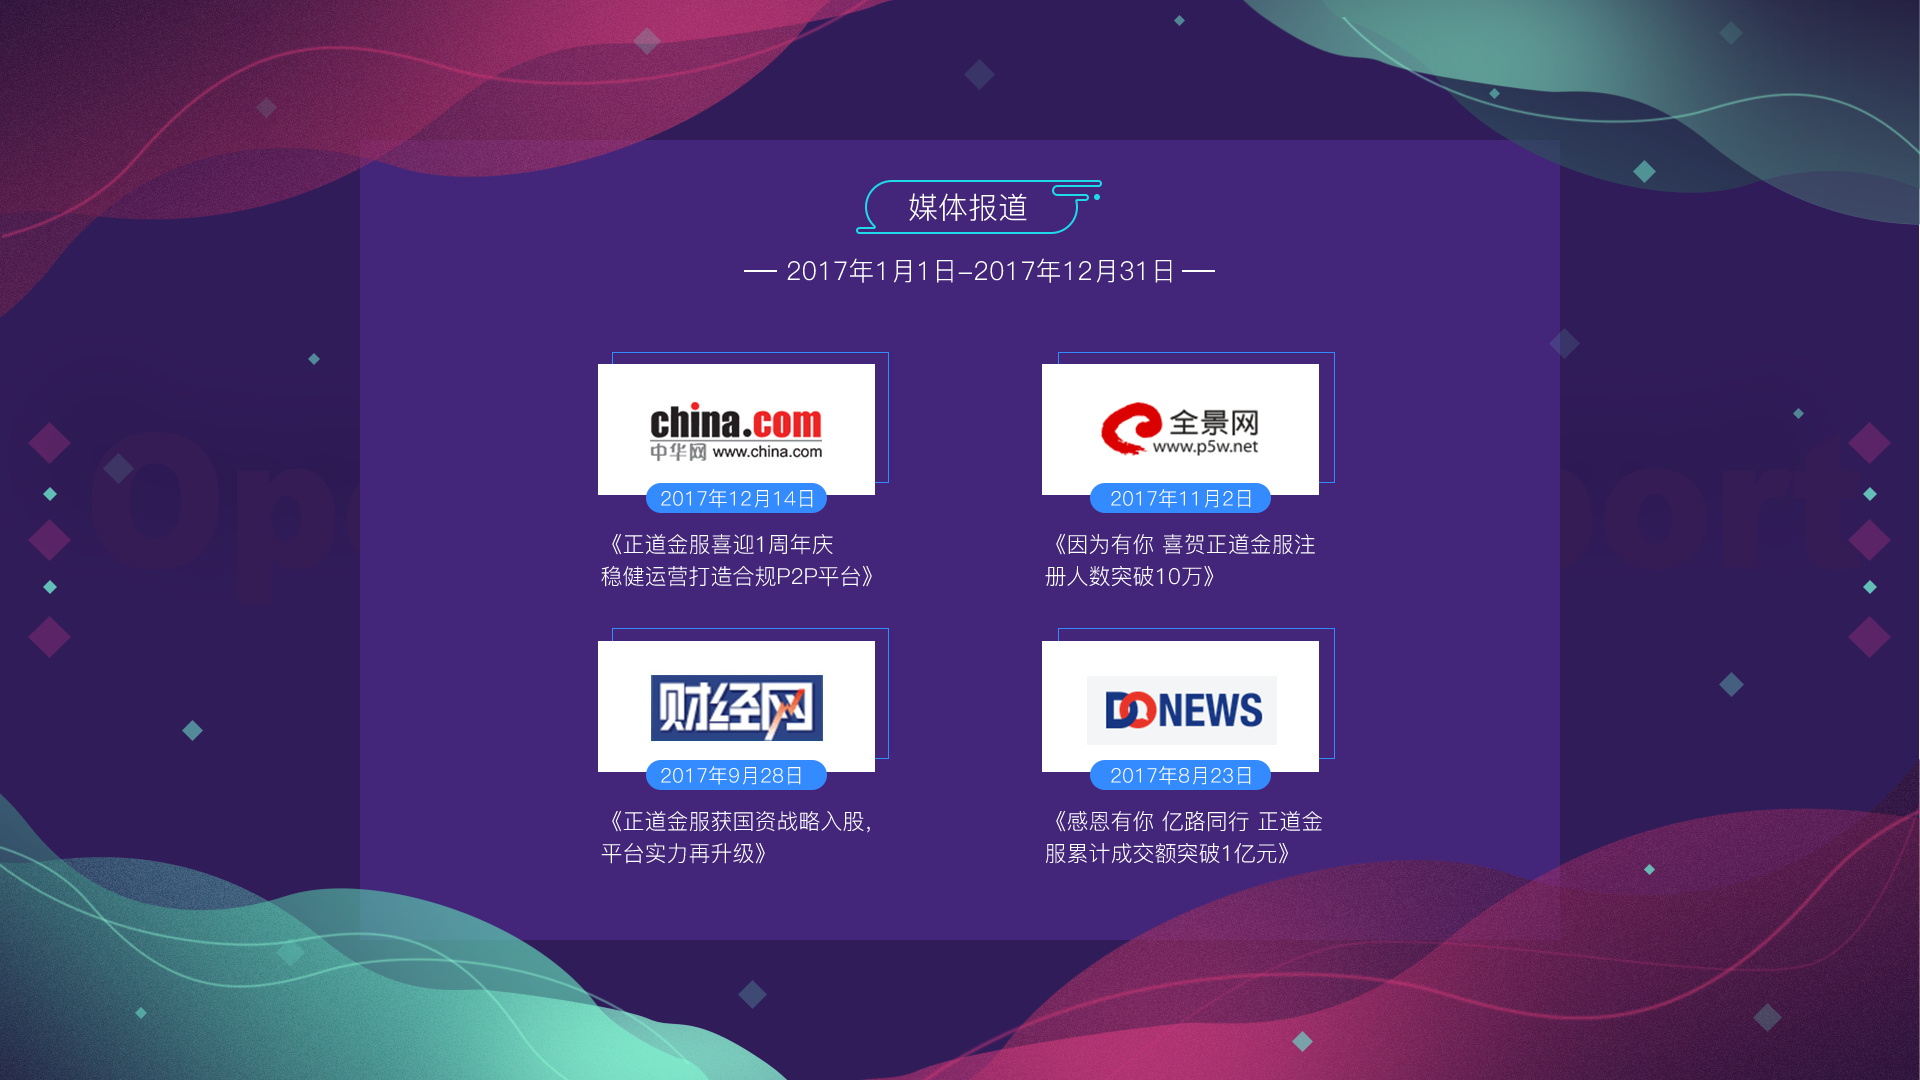 媒体报道
2017年1月1日-2017年12月31日
china.com
中华网 www.china.com
2017年12月14日
《正道金服喜迎1周年庆
稳健运营打造合规P2P平台》
全景网
www.p5w.net
2017年11月2日
《因为有你 喜贺正道金服注
册人数突破10万》
财经网
2017年9月28日
《正道金服获国资战略入股，
平台实力再升级》
DONEWS
2017年8月23日
《感恩有你 亿路同行 正道金
服累计成交额突破1亿元》